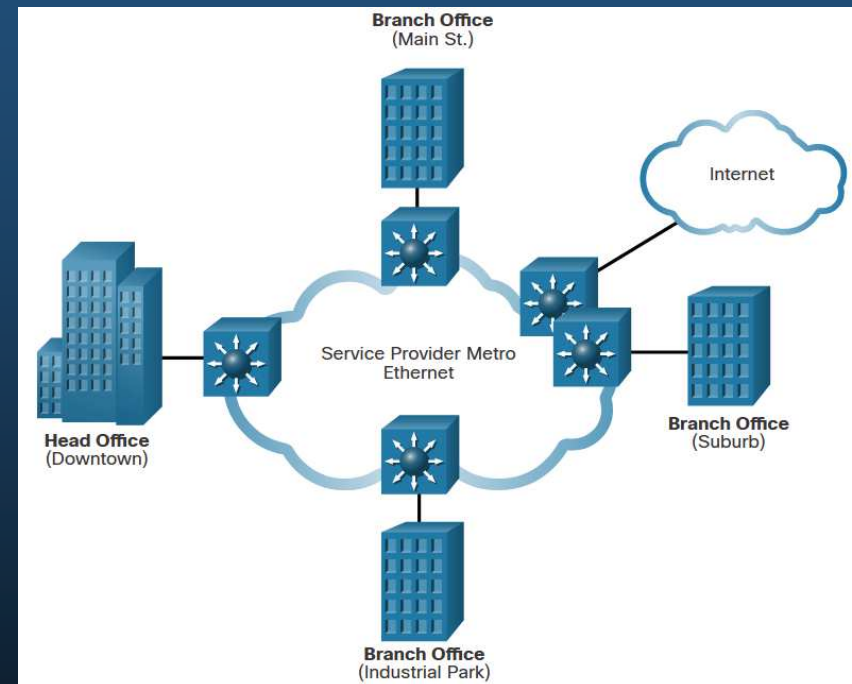 Branch Office
(Main St.)
Internet
Service Provider Metro
Ethernet
Head Office
(Downtown)
Branch Office
(Suburb)
Branch Office
(Industrial Park)